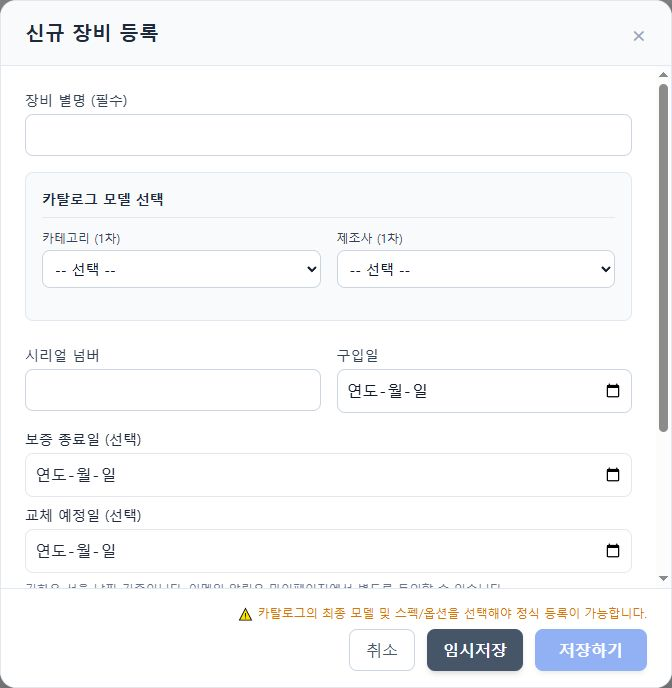 신규 장비 등록
×
장비 별명 (필수)
카탈로그 모델 선택
카테고리 (1차) 제조사 (1차)
-- 선택 -- -- 선택 --
시리얼 넘버 구입일
연도-월-일
보증 종료일 (선택)
연도-월-일
교체 예정일 (선택)
연도-월-일
⚠ 카탈로그의 최종 모델 및 스펙/옵션을 선택해야 정식 등록이 가능합니다.
취소 임시저장 저장하기